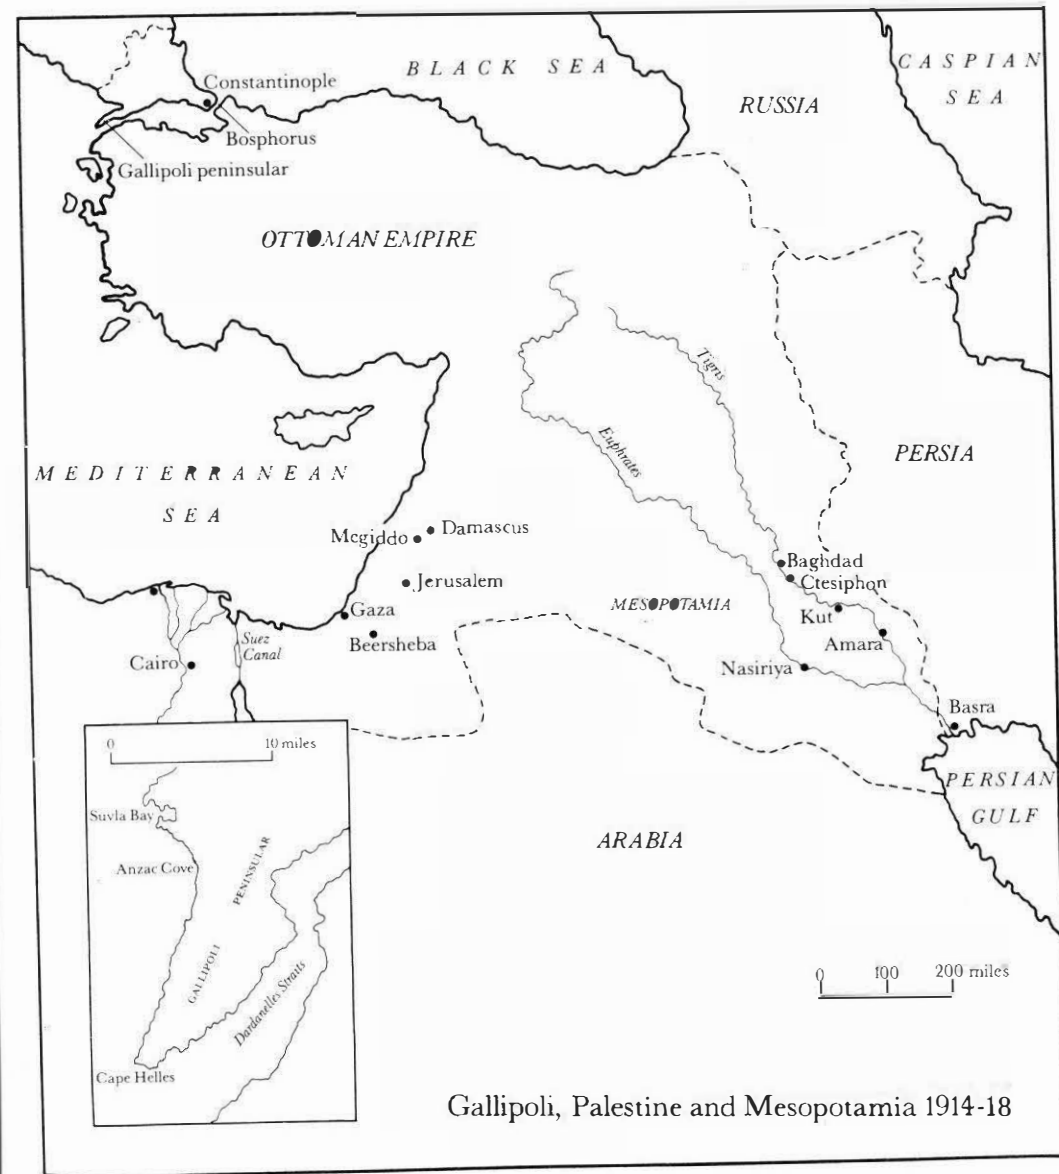 BLACK SEA
CASPIAN
SEA
RUSSIA
Constantinople
Bosphorus
Gallipoli peninsular
OTTOMAN EMPIRE
Tigris
Euphrates
PERSIA
MEDITERRANEAN
SEA
Megiddo
Damascus
Jerusalem
Baghdad
Ctesiphon
MESOPOTAMIA
Gaza
Kut
Beersheba
Amara
Suez
Canal
Cairo
Nasiriya
Basra
PERSIAN
GULF
0 10 miles
Suvla Bay
Anzac Cove
PENINSULAR
GALLIPOLI
Dardanelles Straits
Cape Helles
ARABIA
0 100 200 miles
Gallipoli, Palestine and Mesopotamia 1914-18